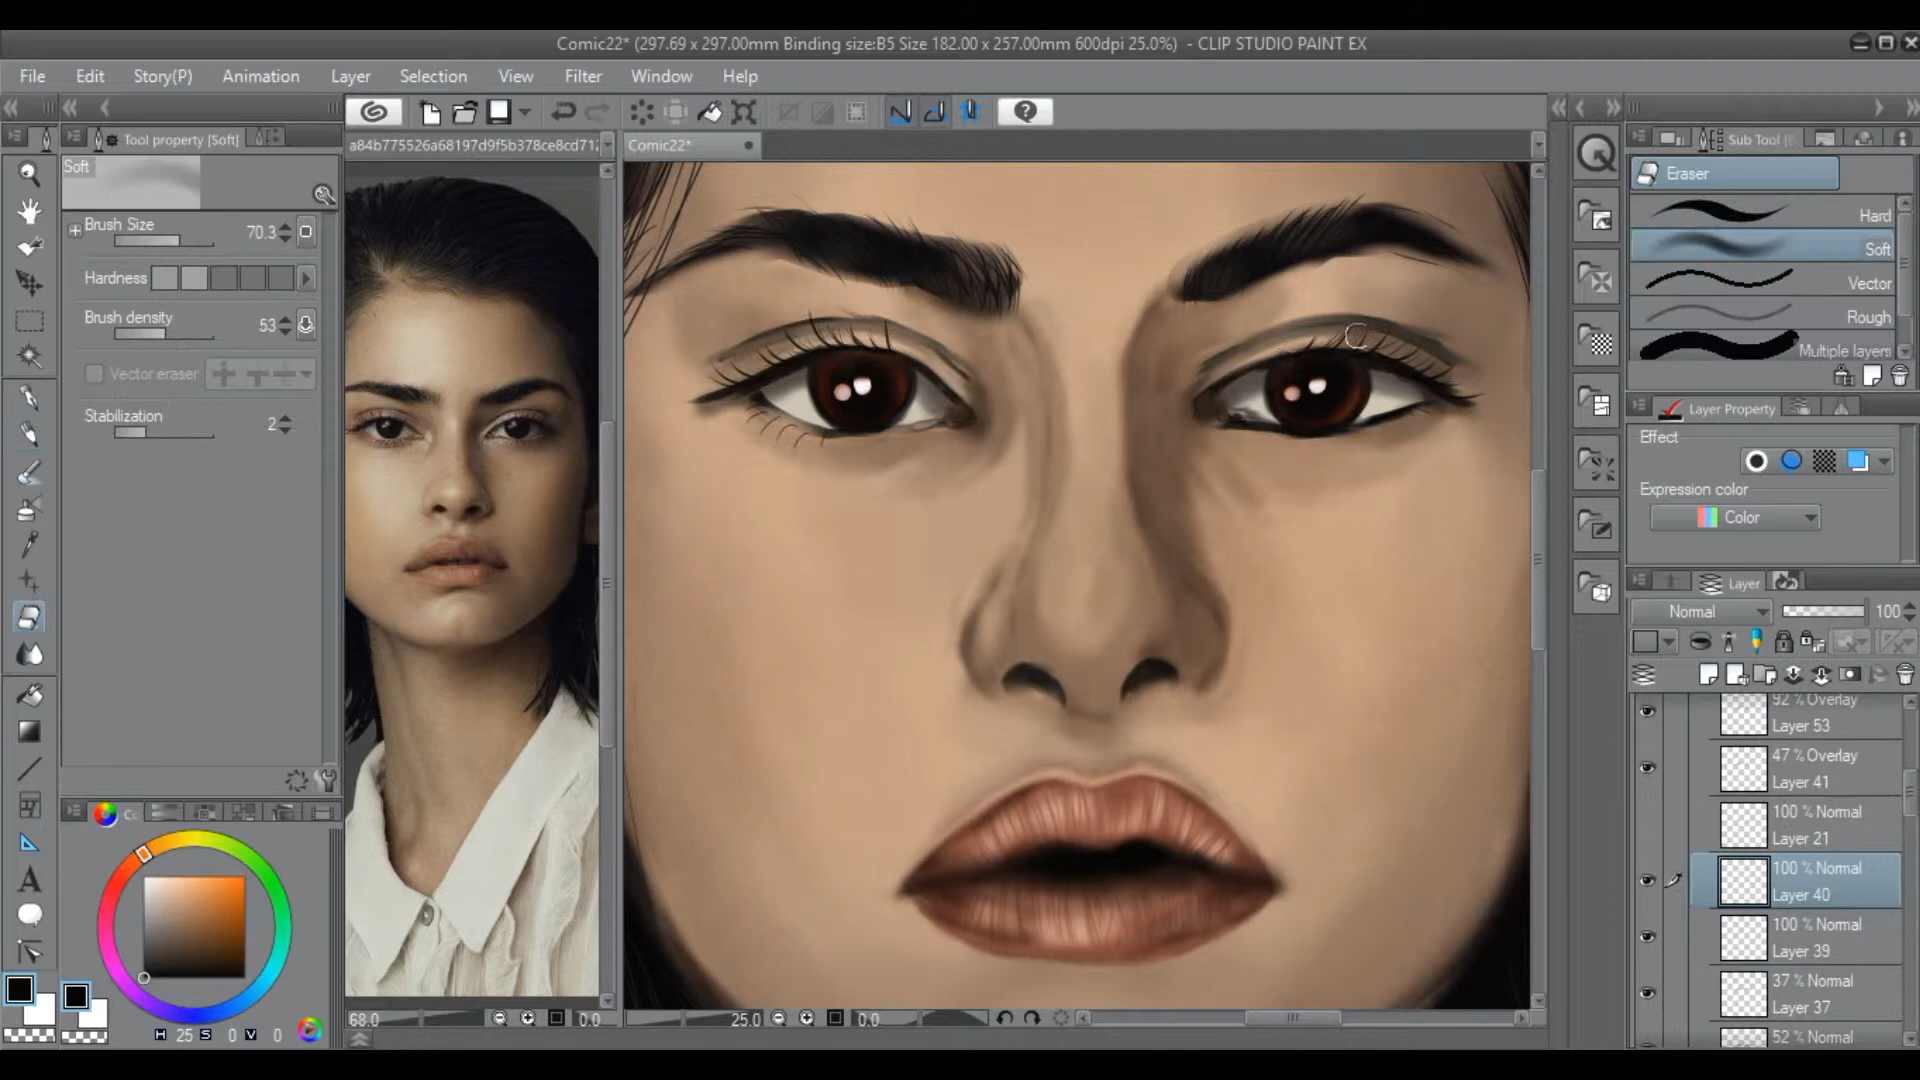 Comic22* (297.69 x 297.00mm Binding size:B5 Size 182.00 x 257.00mm 600dpi 25.0%) - CLIP STUDIO PAINT EX
File Edit Story(P) Animation Layer Selection View Filter Window Help
Tool property [Soft]
Soft
Brush Size 70.3
Hardness
Brush density 53
Vector eraser
Stabilization 2
H 25 S 0 V 0
a84b775526a68197d9f5b378ce8cd712
Comic22*
68.0 0.0
25.0 0.0
Sub Tool [
Eraser
Hard
Soft
Vector
Rough
Multiple layers
Layer Property
Effect
Expression color
Color
Layer
Normal 100
92 % Overlay
Layer 53
47 % Overlay
Layer 41
100 % Normal
Layer 21
100 % Normal
Layer 40
100 % Normal
Layer 39
37 % Normal
Layer 37
52 % Normal